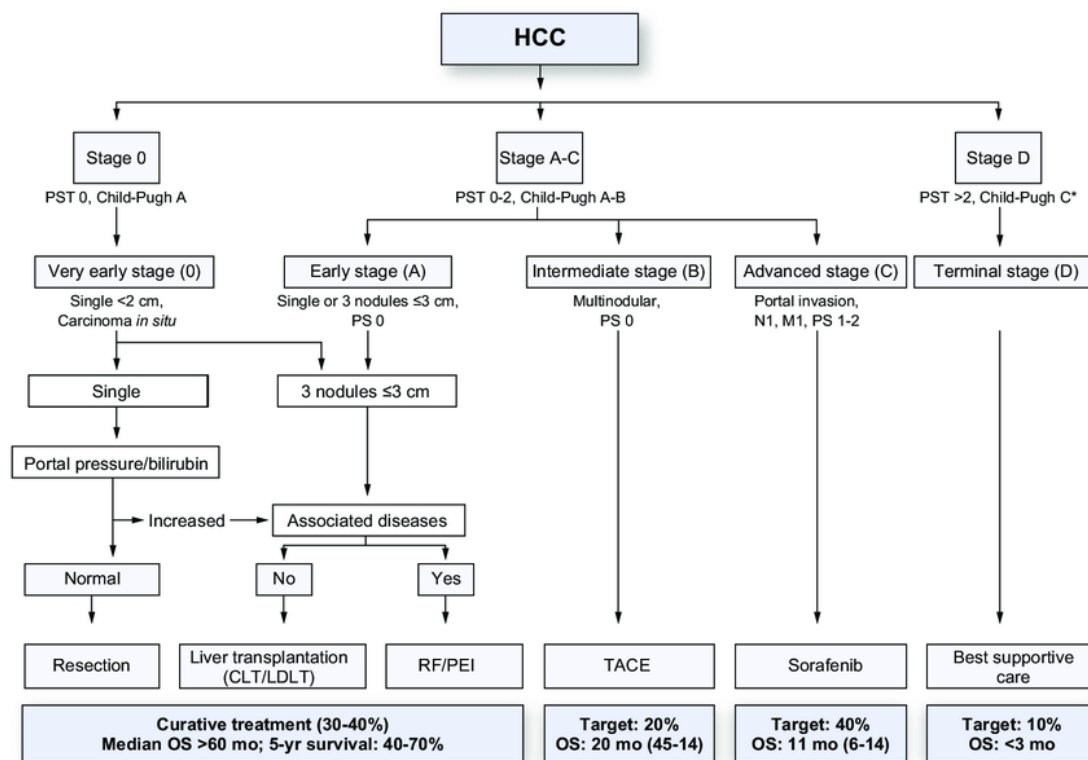 HCC
Stage 0
PST 0, Child-Pugh A
Stage A-C
PST 0-2, Child-Pugh A-B
Stage D
PST >2, Child-Pugh C*
Very early stage (0)
Single <2 cm,
Carcinoma in situ
Early stage (A)
Single or 3 nodules ≤3 cm,
PS 0
Intermediate stage (B)
Multinodular,
PS 0
Advanced stage (C)
Portal invasion,
N1, M1, PS 1-2
Terminal stage (D)
Single
3 nodules ≤3 cm
Portal pressure/bilirubin
Increased
Associated diseases
Normal
No
Yes
Resection
Liver transplantation
(CLT/LDLT)
RF/PEI
TACE
Sorafenib
Best supportive
care
Curative treatment (30-40%)
Median OS >60 mo; 5-yr survival: 40-70%
Target: 20%
OS: 20 mo (45-14)
Target: 40%
OS: 11 mo (6-14)
Target: 10%
OS: <3 mo